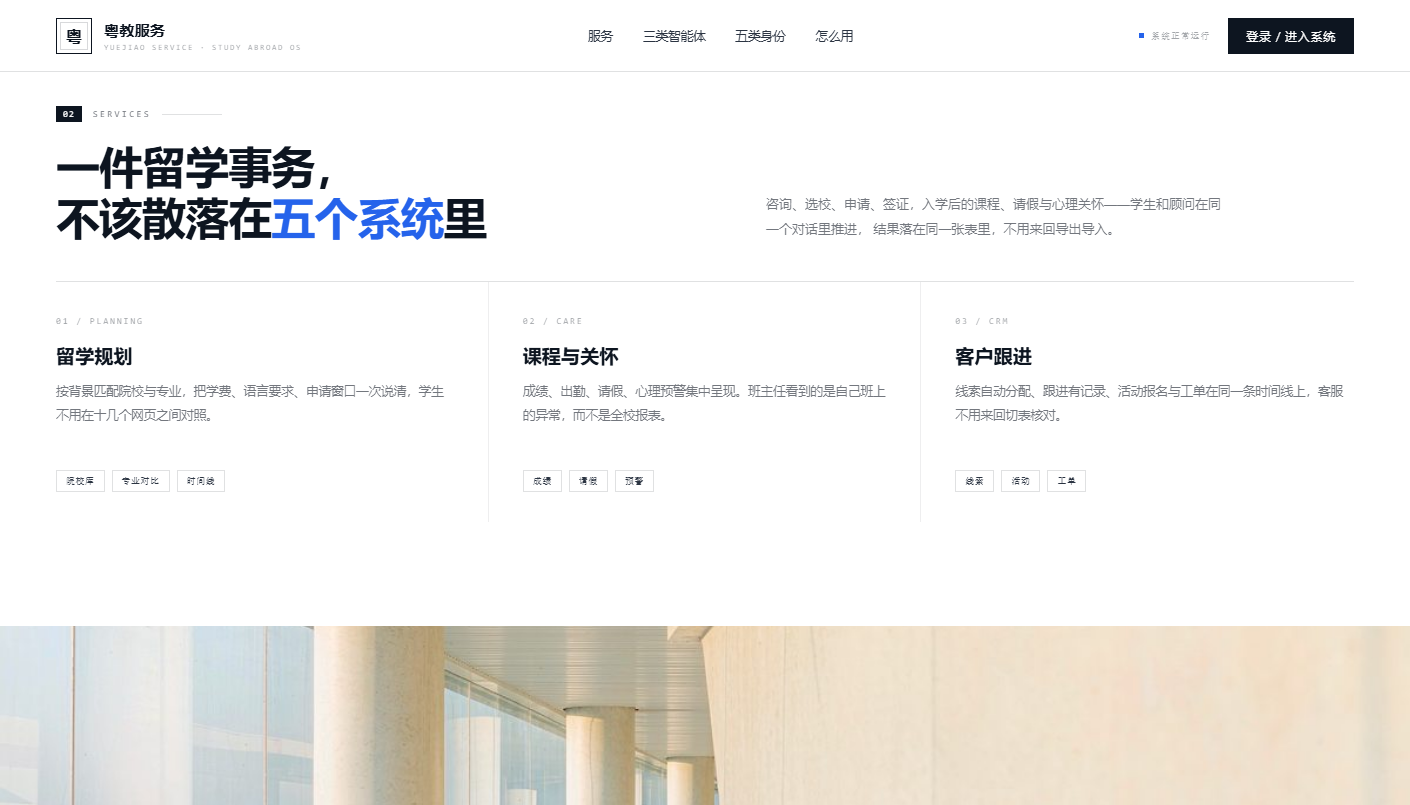 粤
粤教服务
YUEJIAO SERVICE · STUDY ABROAD OS
服务
三类智能体
五类身份
怎么用
系统正常运行
登录 / 进入系统
02
SERVICES
一件留学事务，
不该散落在五个系统里
咨询、选校、申请、签证，入学后的课程、请假与心理关怀——学生和顾问在同
一个对话里推进， 结果落在同一张表里，不用来回导出导入。
01 / PLANNING
留学规划
按背景匹配院校与专业，把学费、语言要求、申请窗口一次说清，学生
不用在十几个网页之间对照。
院校库
专业对比
时间线
02 / CARE
课程与关怀
成绩、出勤、请假、心理预警集中呈现。班主任看到的是自己班上
的异常，而不是全校报表。
成绩
请假
预警
03 / CRM
客户跟进
线索自动分配、跟进有记录、活动报名与工单在同一条时间线上，客服
不用来回切表核对。
线索
活动
工单